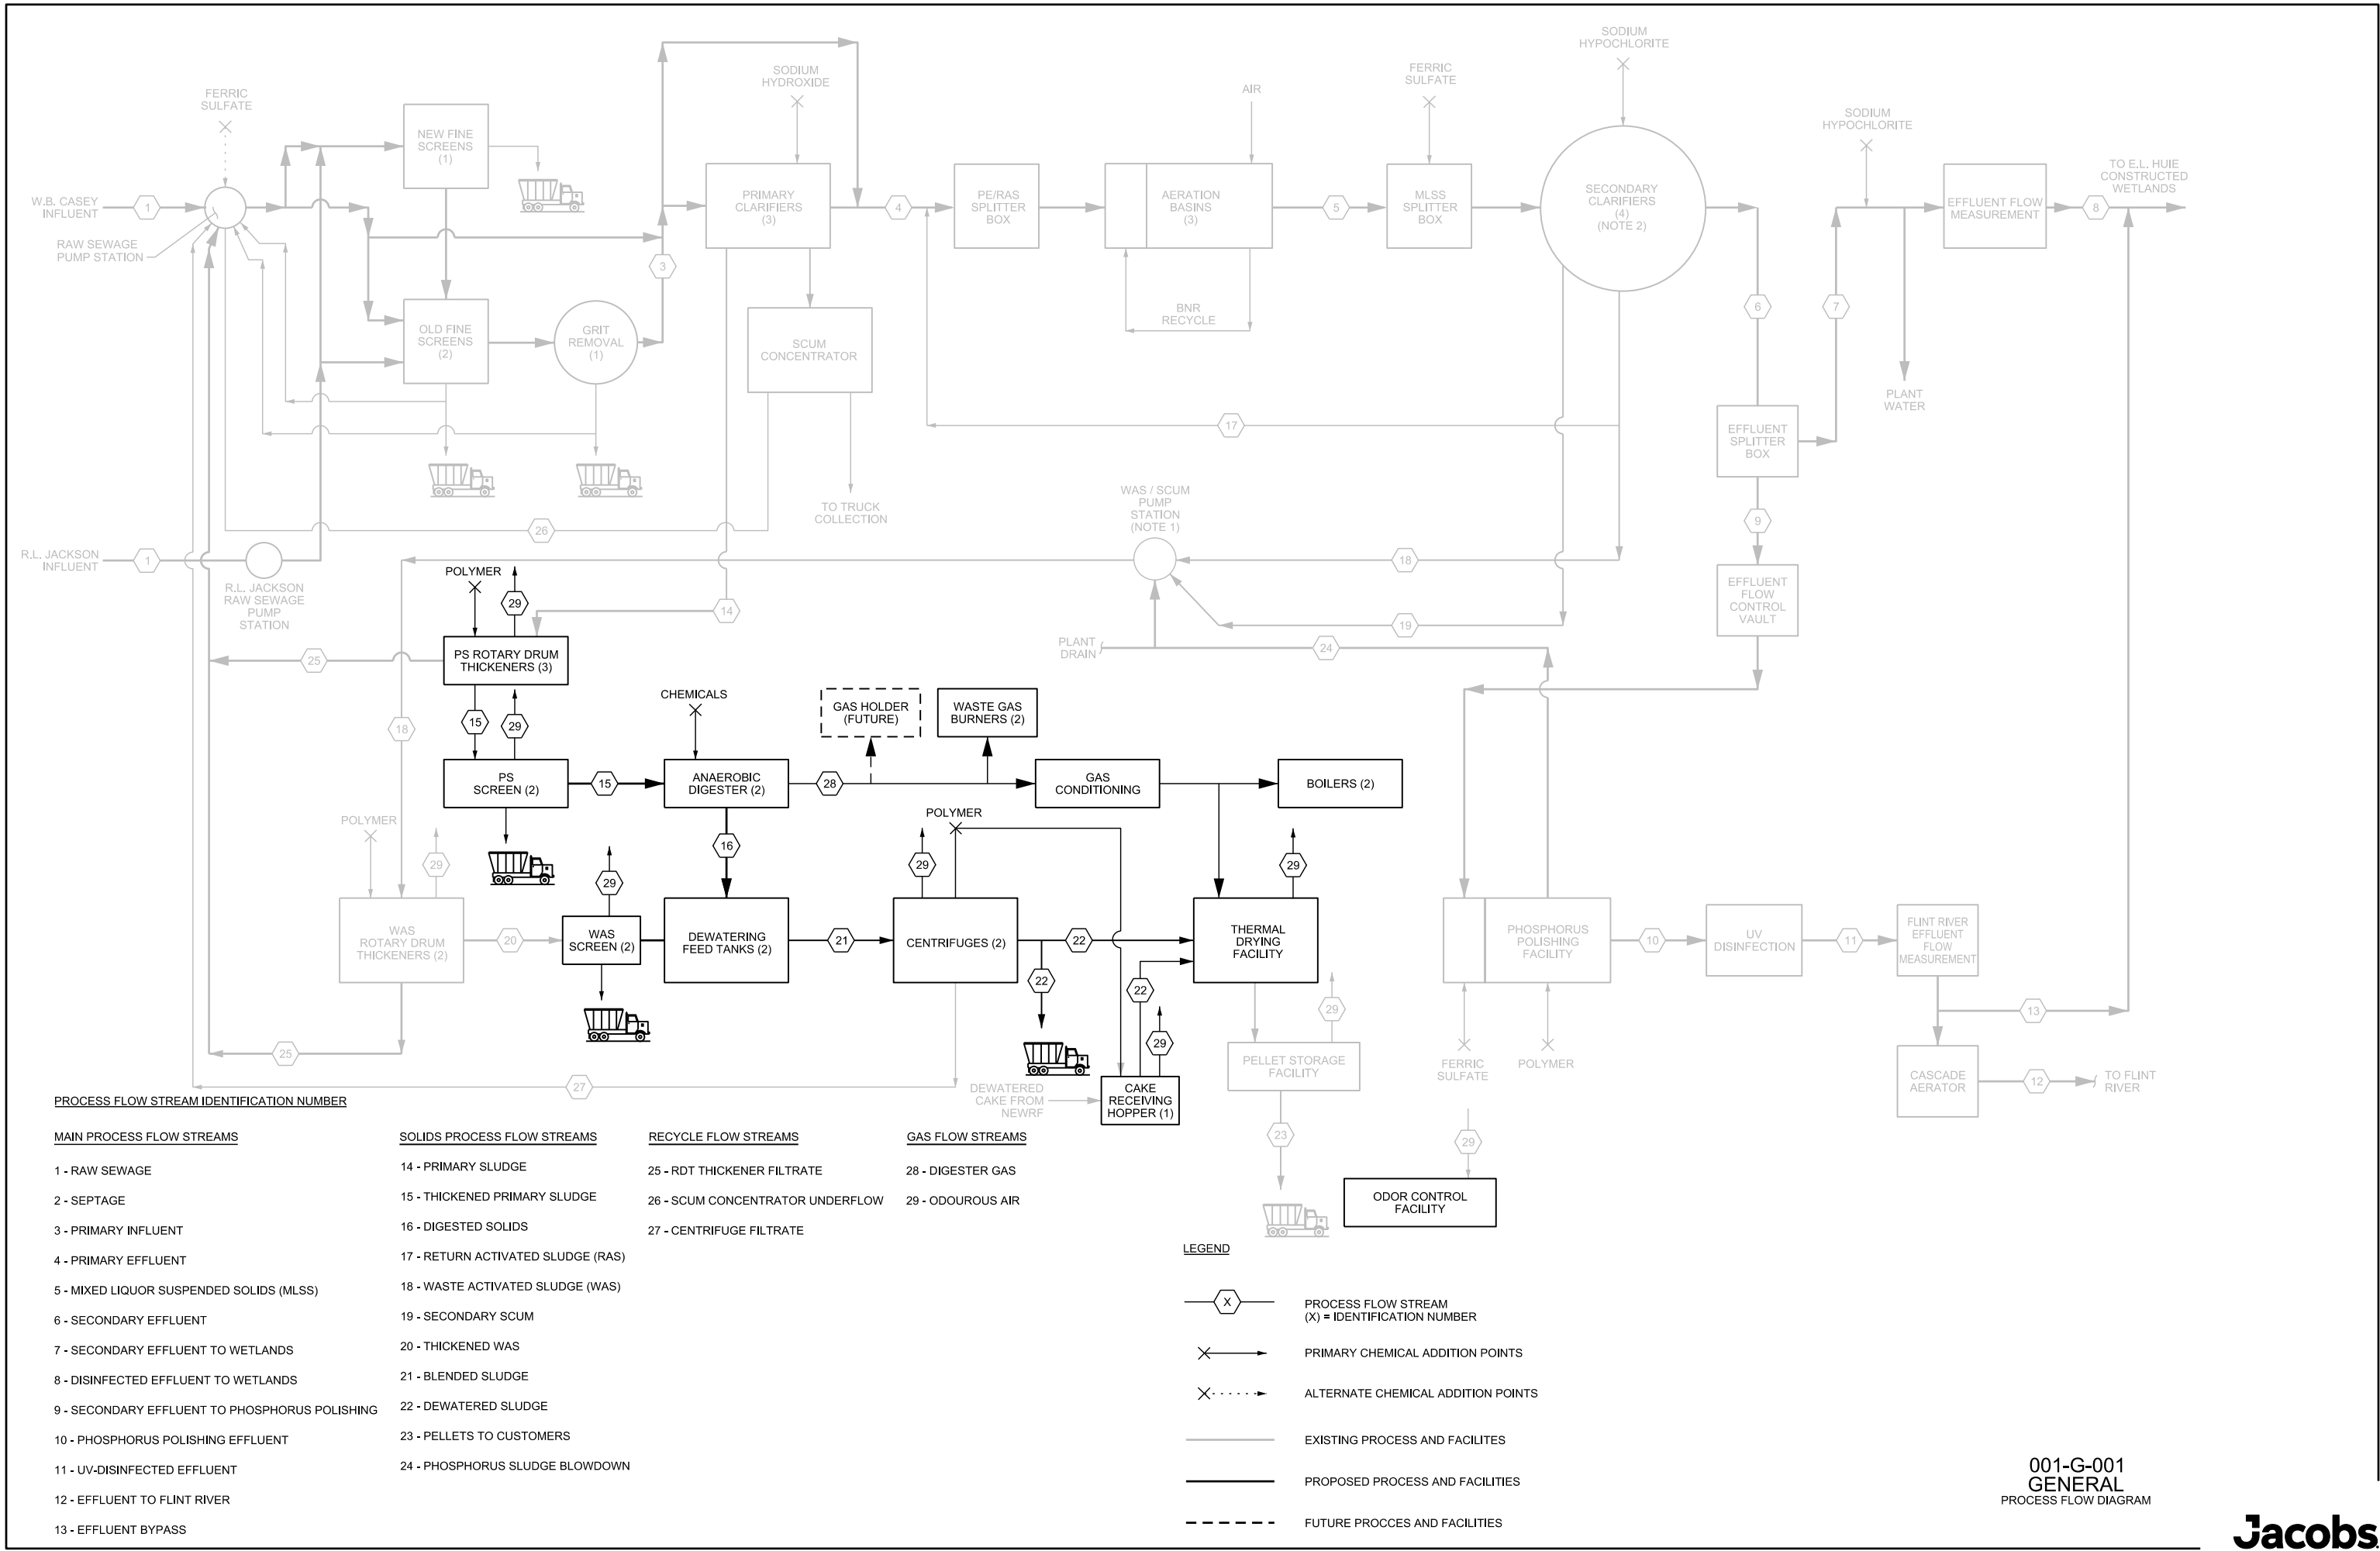 SODIUM
HYPOCHLORITE
SODIUM
HYDROXIDE
FERRIC
SULFATE
AIR
FERRIC
SULFATE
SODIUM
HYPOCHLORITE
NEW FINE
SCREENS
(1)
W.B. CASEY
INFLUENT
1
RAW SEWAGE
PUMP STATION
PRIMARY
CLARIFIERS
(3)
4
PE/RAS
SPLITTER
BOX
AERATION
BASINS
(3)
5
MLSS
SPLITTER
BOX
SECONDARY
CLARIFIERS
(4)
(NOTE 2)
EFFLUENT FLOW
MEASUREMENT
8
TO E.L. HUIE
CONSTRUCTED
WETLANDS
3
OLD FINE
SCREENS
(2)
GRIT
REMOVAL
(1)
SCUM
CONCENTRATOR
BNR
RECYCLE
6
7
PLANT
WATER
17
EFFLUENT
SPLITTER
BOX
TO TRUCK
COLLECTION
26
WAS / SCUM
PUMP
STATION
(NOTE 1)
9
R.L. JACKSON
INFLUENT
1
R.L. JACKSON
RAW SEWAGE
PUMP
STATION
18
EFFLUENT
FLOW
CONTROL
VAULT
POLYMER
29
14
19
PLANT
DRAIN
24
25
PS ROTARY DRUM
THICKENERS (3)
15
29
18
CHEMICALS
GAS HOLDER
(FUTURE)
WASTE GAS
BURNERS (2)
PS
SCREEN (2)
15
ANAEROBIC
DIGESTER (2)
28
GAS
CONDITIONING
BOILERS (2)
POLYMER
29
16
POLYMER
29
29
29
WAS
ROTARY DRUM
THICKENERS (2)
20
WAS
SCREEN (2)
DEWATERING
FEED TANKS (2)
21
CENTRIFUGES (2)
22
22
22
THERMAL
DRYING
FACILITY
PHOSPHORUS
POLISHING
FACILITY
10
UV
DISINFECTION
11
FLINT RIVER
EFFLUENT
FLOW
MEASUREMENT
13
29
29
25
27
DEWATERED
CAKE FROM
NEWRF
CAKE
RECEIVING
HOPPER (1)
PELLET STORAGE
FACILITY
FERRIC
SULFATE
POLYMER
CASCADE
AERATOR
12
TO FLINT
RIVER
23
29
ODOR CONTROL
FACILITY
PROCESS FLOW STREAM IDENTIFICATION NUMBER
MAIN PROCESS FLOW STREAMS
1 - RAW SEWAGE
2 - SEPTAGE
3 - PRIMARY INFLUENT
4 - PRIMARY EFFLUENT
5 - MIXED LIQUOR SUSPENDED SOLIDS (MLSS)
6 - SECONDARY EFFLUENT
7 - SECONDARY EFFLUENT TO WETLANDS
8 - DISINFECTED EFFLUENT TO WETLANDS
9 - SECONDARY EFFLUENT TO PHOSPHORUS POLISHING
10 - PHOSPHORUS POLISHING EFFLUENT
11 - UV-DISINFECTED EFFLUENT
12 - EFFLUENT TO FLINT RIVER
13 - EFFLUENT BYPASS
SOLIDS PROCESS FLOW STREAMS
14 - PRIMARY SLUDGE
15 - THICKENED PRIMARY SLUDGE
16 - DIGESTED SOLIDS
17 - RETURN ACTIVATED SLUDGE (RAS)
18 - WASTE ACTIVATED SLUDGE (WAS)
19 - SECONDARY SCUM
20 - THICKENED WAS
21 - BLENDED SLUDGE
22 - DEWATERED SLUDGE
23 - PELLETS TO CUSTOMERS
24 - PHOSPHORUS SLUDGE BLOWDOWN
RECYCLE FLOW STREAMS
25 - RDT THICKENER FILTRATE
26 - SCUM CONCENTRATOR UNDERFLOW
27 - CENTRIFUGE FILTRATE
GAS FLOW STREAMS
28 - DIGESTER GAS
29 - ODOUROUS AIR
LEGEND
X
PROCESS FLOW STREAM
(X) = IDENTIFICATION NUMBER
PRIMARY CHEMICAL ADDITION POINTS
ALTERNATE CHEMICAL ADDITION POINTS
EXISTING PROCESS AND FACILITES
PROPOSED PROCESS AND FACILITIES
FUTURE PROCCES AND FACILITIES
001-G-001
GENERAL
PROCESS FLOW DIAGRAM
Jacobs